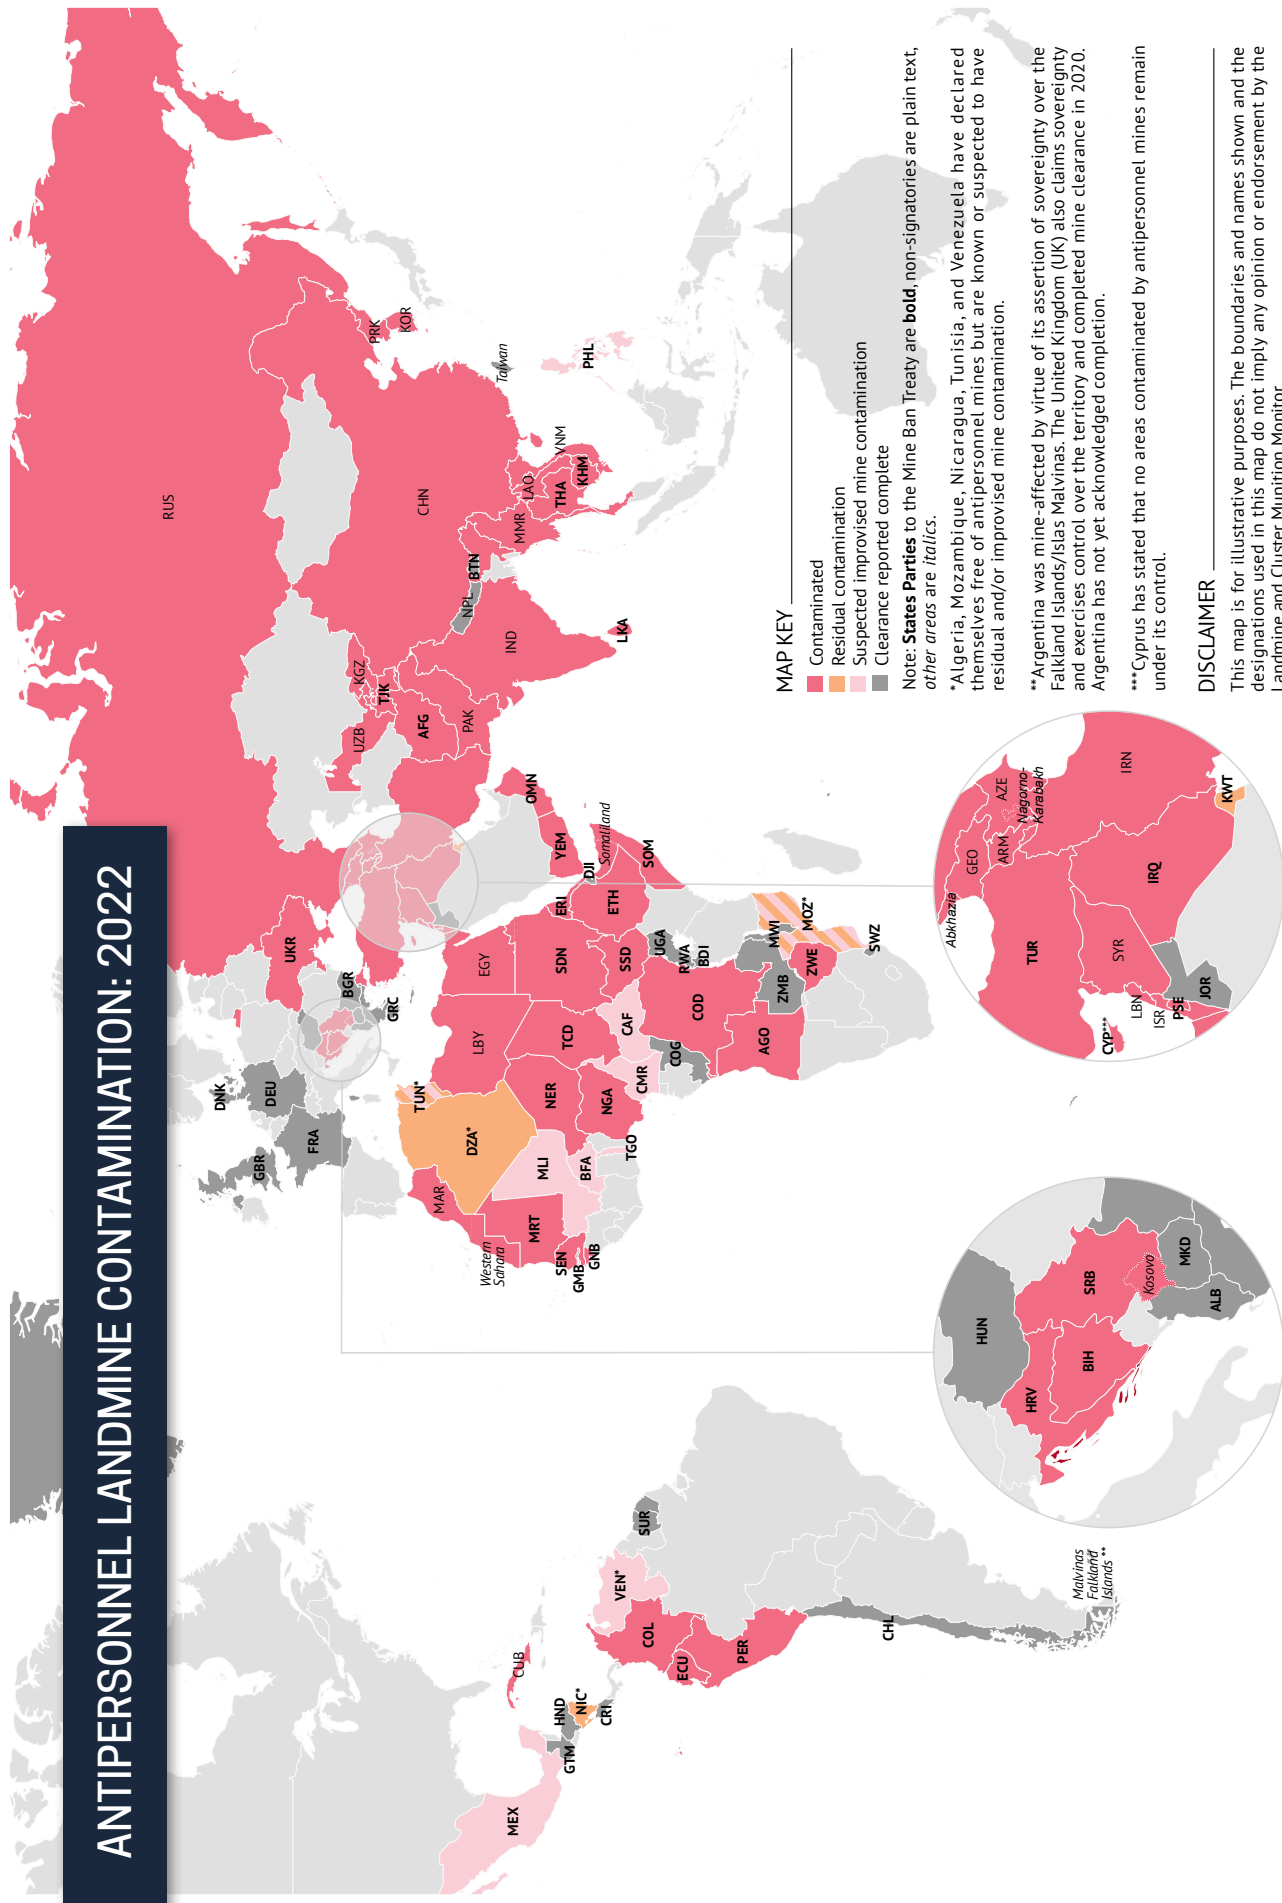 ANTIPERSONNEL LANDMINE CONTAMINATION: 2022
RUS
CHN
PRK
KOR
Taiwan
PHL
VNM
LAO
THA
KHM
MMR
BTN
NPL
IND
LKA
KGZ
TJK
UZB
AFG
PAK
OMN
YEM
DJI
Somaliland
SOM
ERI
ETH
UKR
BGR
GRC
EGY
SDN
SSD
UGA
RWA
BDI
MWI
MOZ*
SWZ
ZWE
ZMB
COD
CAF
LBY
TCD
COG
AGO
CMR
TUN*
NER
NGA
DNK
DEU
FRA
GBR
DZA*
MLI
BFA
TGO
MAR
Western
Sahara
MRT
SEN
GMB
GNB
SUR
VEN*
COL
ECU
PER
CHL
Malvinas
Falkland
Islands **
CUB
HND
NIC*
CRI
GTM
MEX
Abkhazia
GEO
AZE
ARM
Nagorno-
Karabakh
IRN
TUR
SYR
IRQ
KWT
CYP***
LBN
ISR
PSE
JOR
HUN
HRV
BIH
SRB
Kosovo
MKD
ALB
MAP KEY
Contaminated
Residual contamination
Suspected improvised mine contamination
Clearance reported complete
Note: States Parties to the Mine Ban Treaty are bold, non-signatories are plain text,
other areas are italics.
*Algeria, Mozambique, Nicaragua, Tunisia, and Venezuela have declared
themselves free of antipersonnel mines but are known or suspected to have
residual and/or improvised mine contamination.
**Argentina was mine-affected by virtue of its assertion of sovereignty over the
Falkland Islands/Islas Malvinas. The United Kingdom (UK) also claims sovereignty
and exercises control over the territory and completed mine clearance in 2020.
Argentina has not yet acknowledged completion.
***Cyprus has stated that no areas contaminated by antipersonnel mines remain
under its control.
DISCLAIMER
This map is for illustrative purposes. The boundaries and names shown and the
designations used in this map do not imply any opinion or endorsement by the
Landmine and Cluster Munition Monitor.